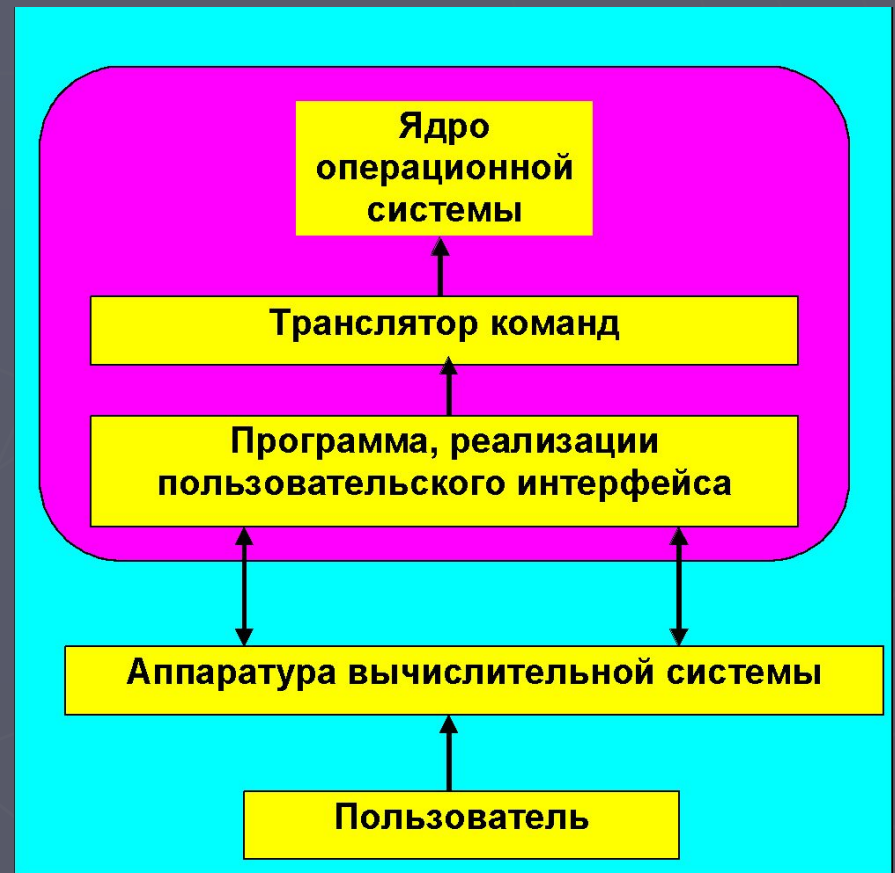 Ядро
операционной
системы
Транслятор команд
Программа, реализации
пользовательского интерфейса
Аппаратура вычислительной системы
Пользователь